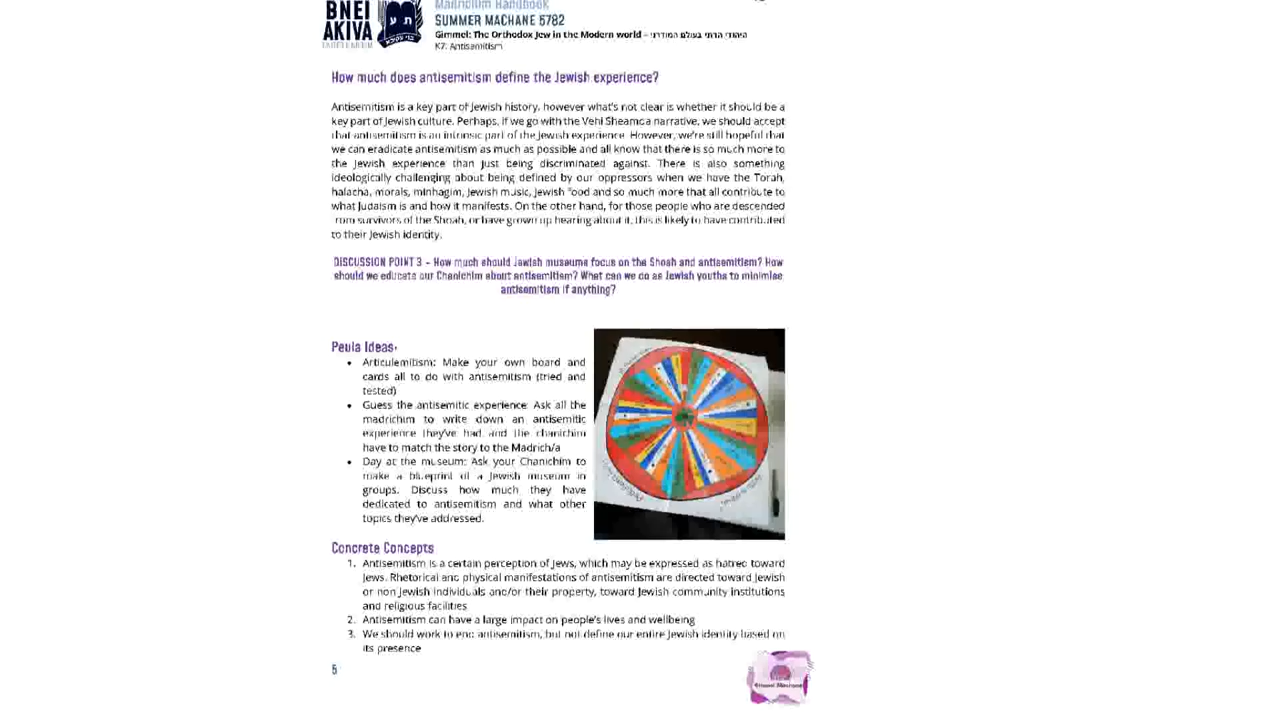 BNEI
AKIVA
Madrichim Handbook
SUMMER MACHANE 5782
Gimmel: The Orthodox Jew in the Modern world – היהודי הדתי בעולם המודרני
K7: Antisemitism
How much does antisemitism define the Jewish experience?
Antisemitism is a key part of Jewish history, however what's not clear is whether it should be a
key part of Jewish culture. Perhaps, if we go with the Vehi Sheamda narrative, we should accept
that antisemitism is an intrinsic part of the Jewish experience. However, we're still hopeful that
we can eradicate antisemitism as much as possible and all know that there is so much more to
the Jewish experience than just being discriminated against. There is also something
ideologically challenging about being defined by our oppressors when we have the Torah,
halacha, morals, minhagim, Jewish music, Jewish food and so much more that all contribute to
what Judaism is and how it manifests. On the other hand, for those people who are descended
from survivors of the Shoah, or have grown up hearing about it, this is likely to have contributed
to their Jewish identity.
DISCUSSION POINT 3 – How much should Jewish museums focus on the Shoah and antisemitism? How
should we educate our Chanichim about antisemitism? What can we do as Jewish youths to minimise
antisemitism if anything?
Peula Ideas:
• Articulemitism: Make your own board and
cards all to do with antisemitism (tried and
tested)
• Guess the antisemitic experience: Ask all the
madrichim to write down an antisemitic
experience they've had and the chanichim
have to match the story to the Madrich/a
• Day at the museum: Ask your Chanichim to
make a blueprint of a Jewish museum in
groups. Discuss how much they have
dedicated to antisemitism and what other
topics they've addressed.
Concrete Concepts
1. Antisemitism is a certain perception of Jews, which may be expressed as hatred toward
Jews. Rhetorical and physical manifestations of antisemitism are directed toward Jewish
or non Jewish individuals and/or their property, toward Jewish community institutions
and religious facilities
2. Antisemitism can have a large impact on people's lives and wellbeing
3. We should work to end antisemitism, but not define our entire Jewish identity based on
its presence
5